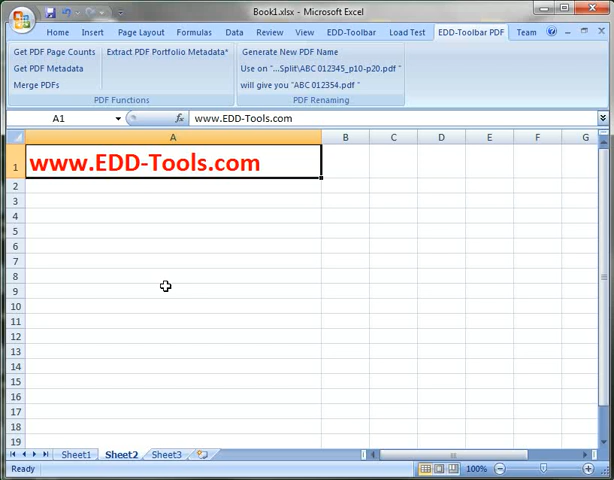 Book1.xlsx - Microsoft Excel
Home Insert Page Layout Formulas Data Review View EDD-Toolbar Load Test EDD-Toolbar PDF Team
Get PDF Page Counts Extract PDF Portfolio Metadata* Generate New PDF Name
Get PDF Metadata Use on "...Split\ABC 012345_p10-p20.pdf "
Merge PDFs will give you "ABC 012354.pdf "
PDF Functions PDF Renaming
A1 fx www.EDD-Tools.com
A B C D E F G
1 www.EDD-Tools.com
2
3
4
5
6
7
8
9
10
11
12
13
14
15
16
17
18
19
Sheet1 Sheet2 Sheet3
Ready 100%